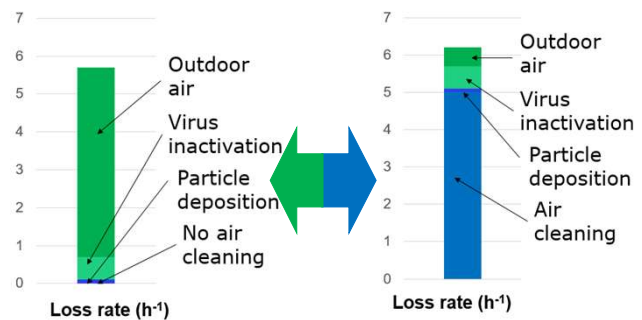 7
6
5
4
3
2
1
0
Outdoor
air
Virus
inactivation
Particle
deposition
No air
cleaning
Loss rate (h-1)
7
6
5
4
3
2
1
0
Outdoor
air
Virus
inactivation
Particle
deposition
Air
cleaning
Loss rate (h-1)